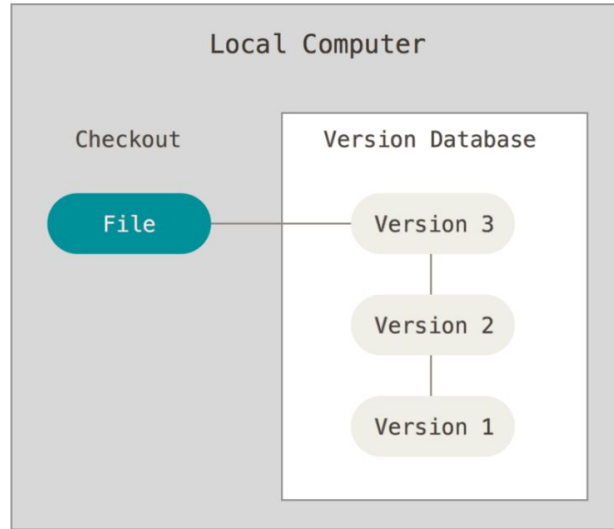 Local Computer
Checkout
Version Database
File
Version 3
Version 2
Version 1